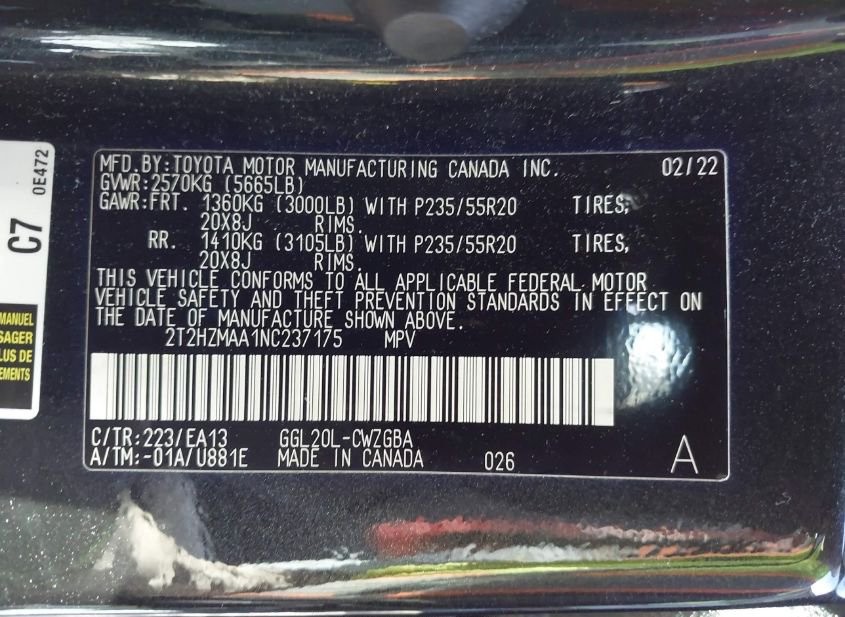 C7
0E472
MANUEL
SAGER
LUS DE
EMENTS
MFD.BY:TOYOTA MOTOR MANUFACTURING CANADA INC. 02/22
GVWR:2570KG (5665LB)
GAWR:FRT. 1360KG (3000LB) WITH P235/55R20 TIRES,
20X8J RIMS.
RR. 1410KG (3105LB) WITH P235/55R20 TIRES,
20X8J RIMS.
THIS VEHICLE CONFORMS TO ALL APPLICABLE FEDERAL MOTOR
VEHICLE SAFETY AND THEFT PREVENTION STANDARDS IN EFFECT ON
THE DATE OF MANUFACTURE SHOWN ABOVE.
2T2HZMAA1NC237175 MPV
C/TR:223/EA13 GGL20L-CWZGBA
A/TM:-01A/U881E MADE IN CANADA 026 A